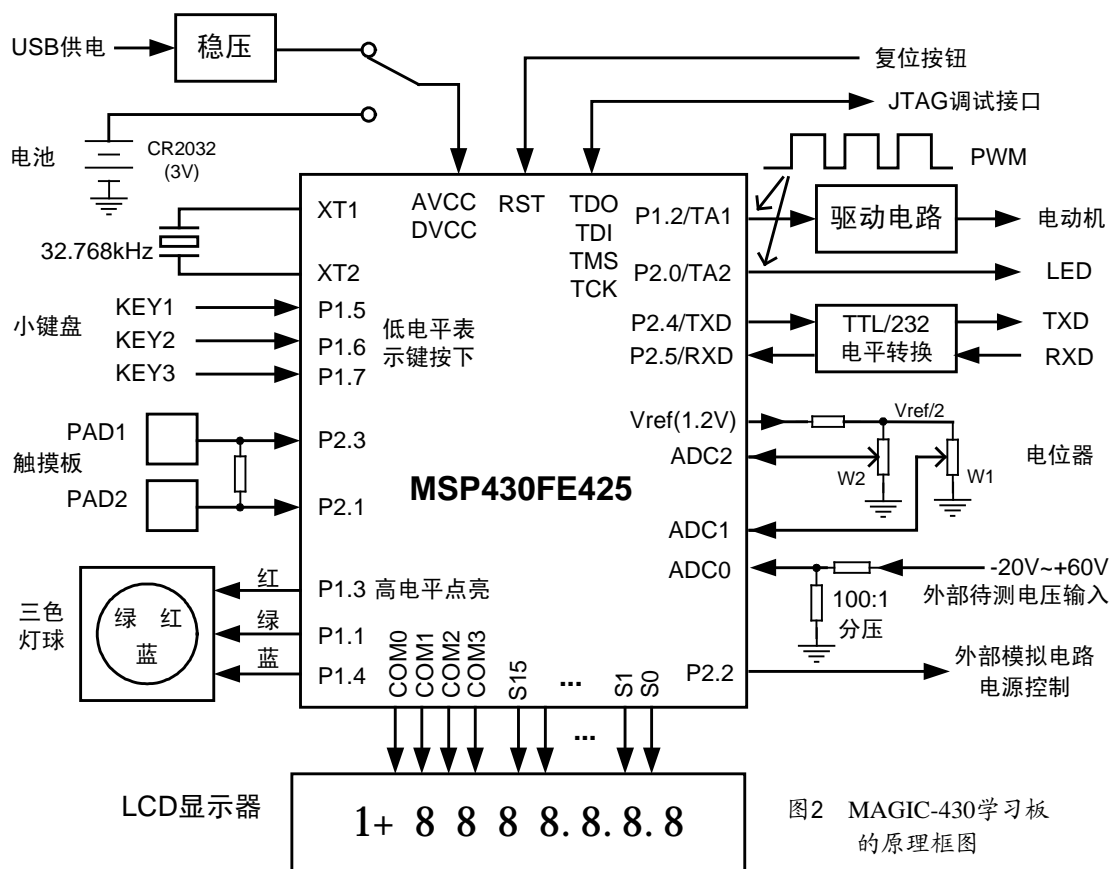 USB供电
稳压
复位按钮
JTAG调试接口
电池
CR2032
(3V)
PWM
XT1
AVCC
DVCC
RST
TDO
TDI
TMS
TCK
P1.2/TA1
驱动电路
电动机
32.768kHz
XT2
P2.0/TA2
LED
小键盘
KEY1
KEY2
KEY3
P1.5
P1.6
P1.7
低电平表
示键按下
P2.4/TXD
P2.5/RXD
TTL/232
电平转换
TXD
RXD
PAD1
触摸板
PAD2
P2.3
P2.1
MSP430FE425
Vref(1.2V)
Vref/2
ADC2
W2
W1
电位器
ADC1
ADC0
-20V~+60V
外部待测电压输入
100:1
分压
三色
灯球
绿 红
蓝
红
绿
蓝
P1.3 高电平点亮
P1.1
P1.4
COM0
COM1
COM2
COM3
S15
...
S1
S0
P2.2
外部模拟电路
电源控制
...
LCD显示器
1+ 8 8 8 8. 8. 8. 8
图2 MAGIC-430学习板
的原理框图